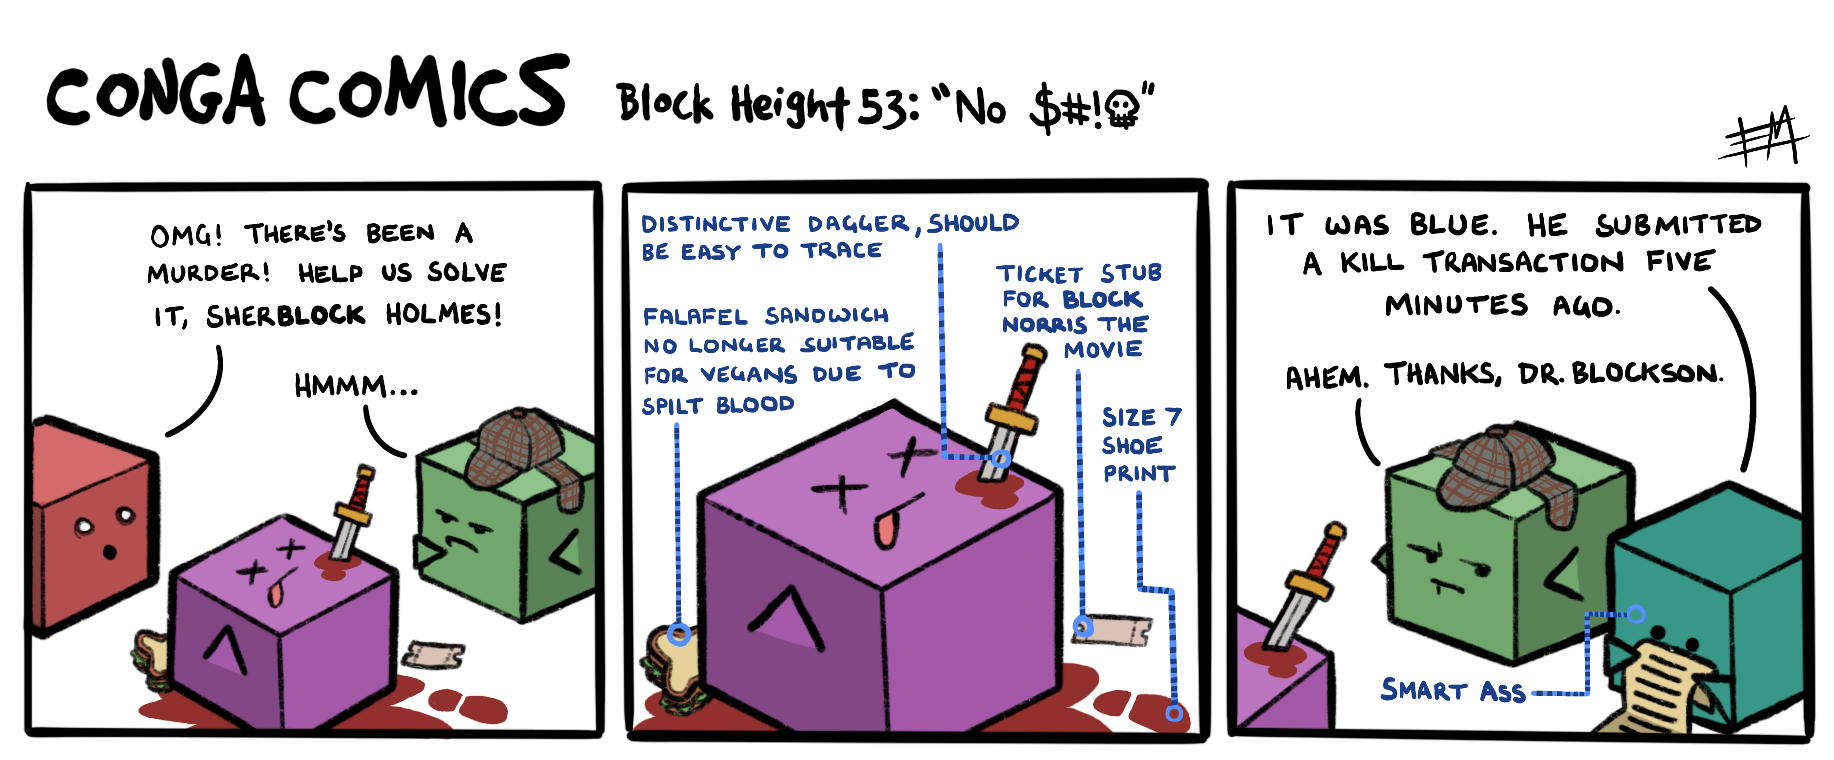 CONGA COMICS
Block Height 53: "No $#!💀"
OMG! THERE'S BEEN A
MURDER! HELP US SOLVE
IT, SHERBLOCK HOLMES!
HMMM...
DISTINCTIVE DAGGER, SHOULD
BE EASY TO TRACE
FALAFEL SANDWICH
NO LONGER SUITABLE
FOR VEGANS DUE TO
SPILT BLOOD
TICKET STUB
FOR BLOCK
NORRIS THE
MOVIE
SIZE 7
SHOE
PRINT
IT WAS BLUE. HE SUBMITTED
A KILL TRANSACTION FIVE
MINUTES AGO.
AHEM. THANKS, DR. BLOCKSON.
SMART ASS